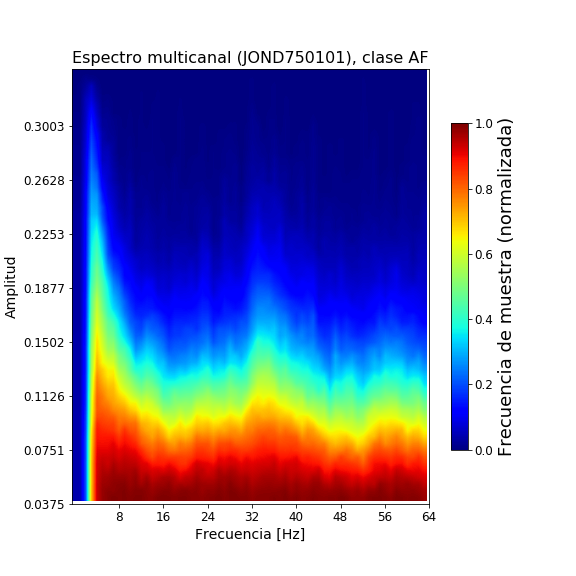 Espectro multicanal (JOND750101), clase AF
Amplitud
0.3003
0.2628
0.2253
0.1877
0.1502
0.1126
0.0751
0.0375
8 16 24 32 40 48 56 64
Frecuencia [Hz]
1.0
0.8
0.6
0.4
0.2
0.0
Frecuencia de muestra (normalizada)